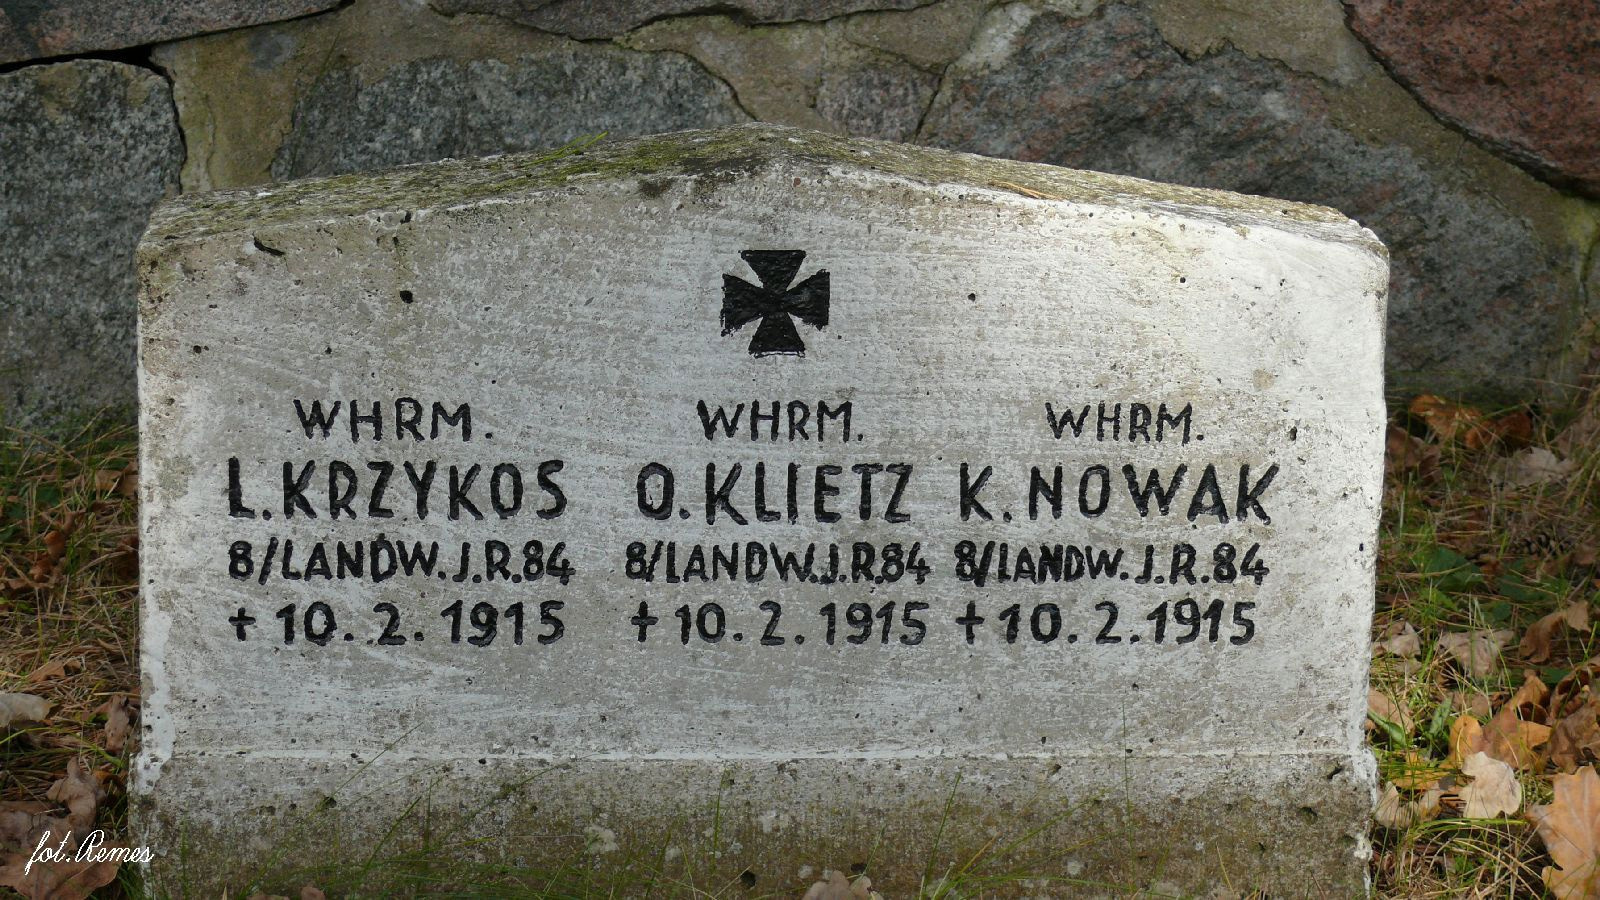 WHRM. WHRM. WHRM.
L. KRZYKOS O. KLIETZ K. NOWAK
8/LANDW. J.R. 84 8/LANDW. J.R. 84 8/LANDW. J.R. 84
+ 10. 2. 1915 + 10. 2. 1915 + 10. 2. 1915
fot. Remes